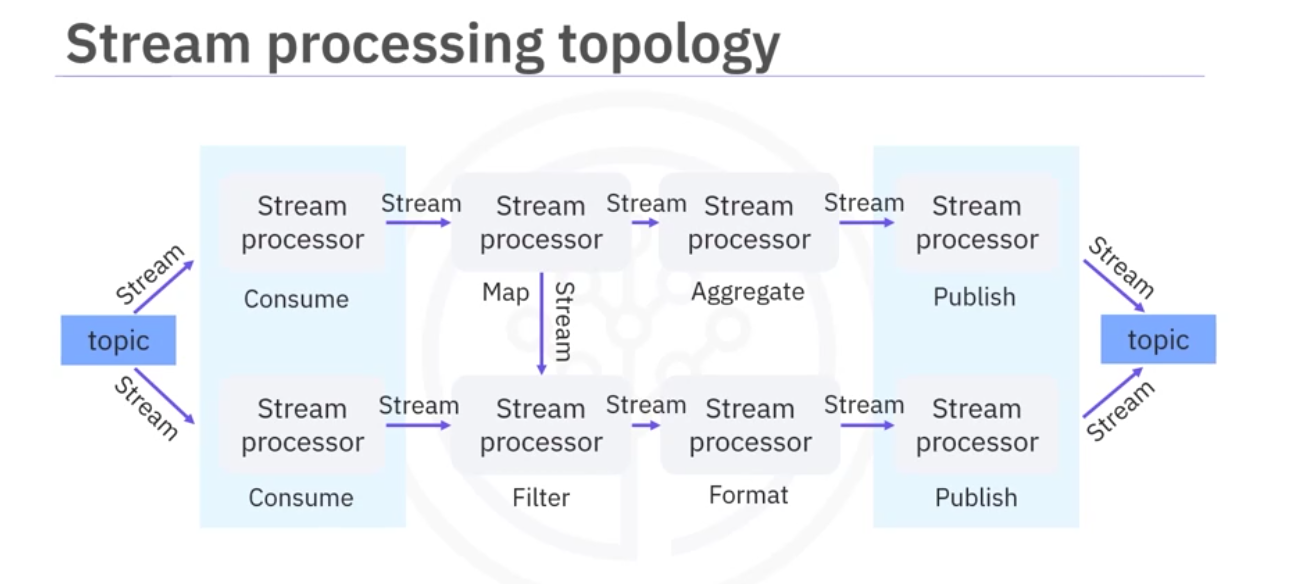 Stream processing topology
Stream
processor
Stream
Stream
processor
Stream
Stream
processor
Stream
Stream
processor
Consume
Map
Stream
Aggregate
Publish
Stream
Stream
topic
topic
Stream
Stream
Stream
processor
Stream
Stream
processor
Stream
Stream
processor
Stream
Stream
processor
Consume
Filter
Format
Publish